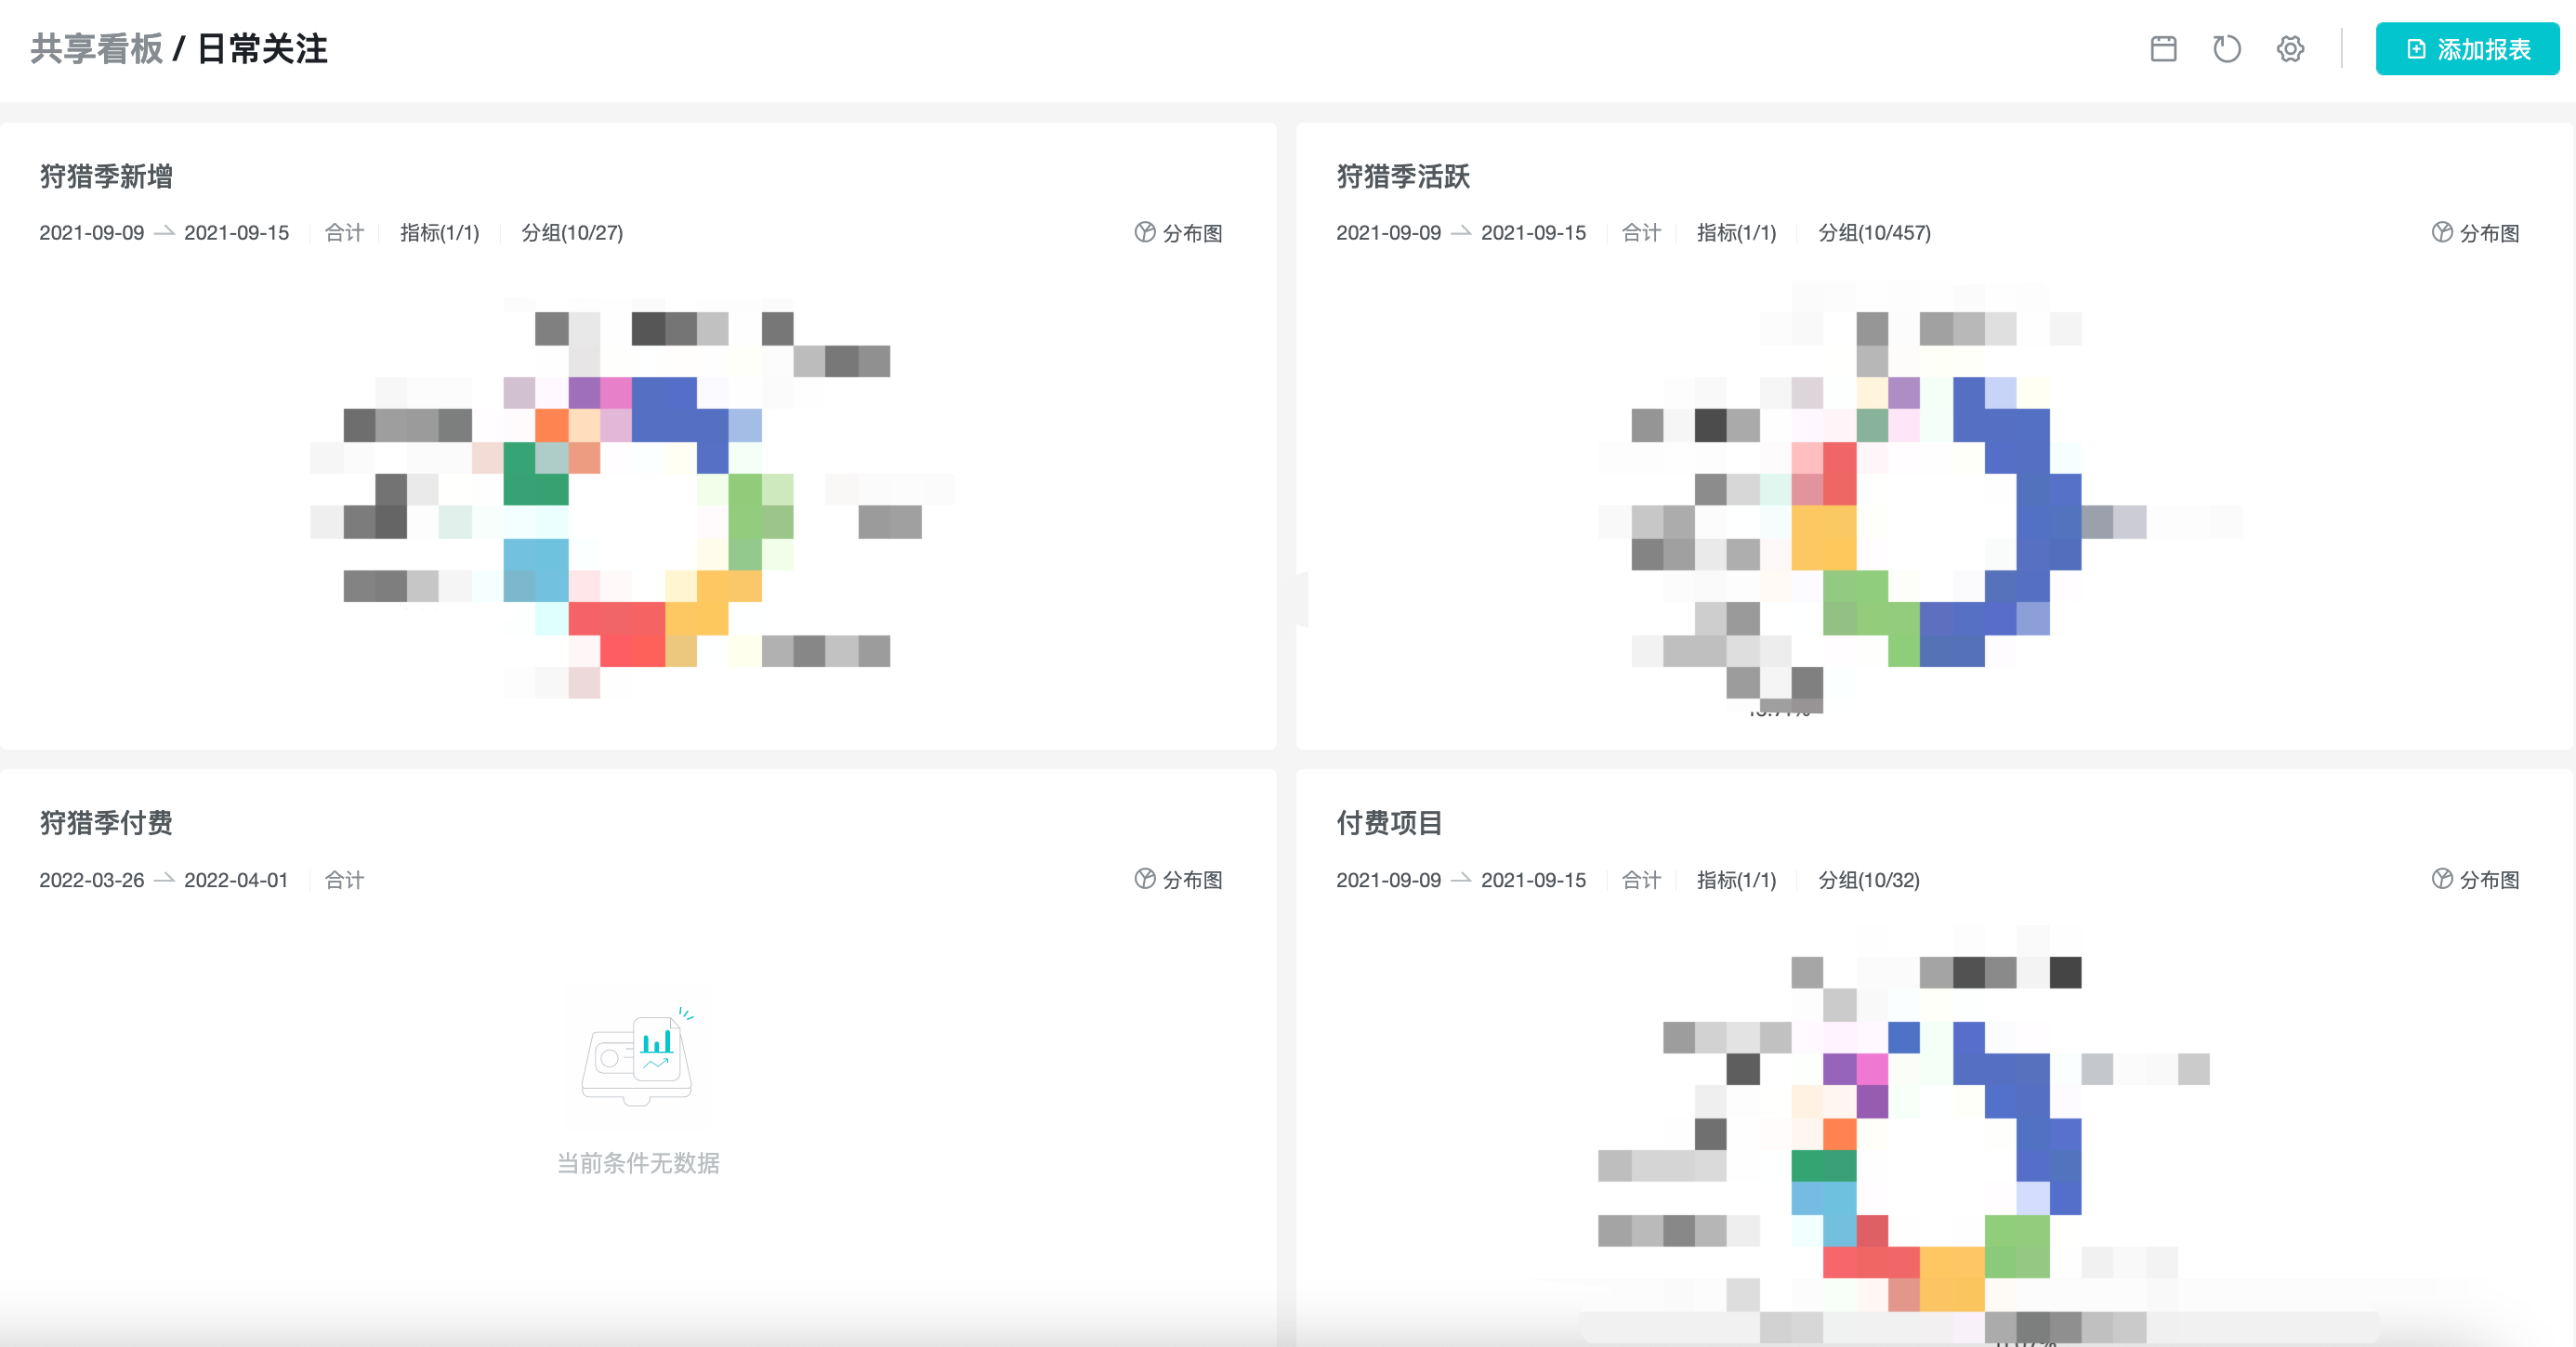 共享看板 / 日常关注
添加报表
狩猎季新增
2021-09-09 2021-09-15 合计 指标(1/1) 分组(10/27) 分布图
狩猎季活跃
2021-09-09 2021-09-15 合计 指标(1/1) 分组(10/457) 分布图
狩猎季付费
2022-03-26 2022-04-01 合计 分布图
当前条件无数据
付费项目
2021-09-09 2021-09-15 合计 指标(1/1) 分组(10/32) 分布图